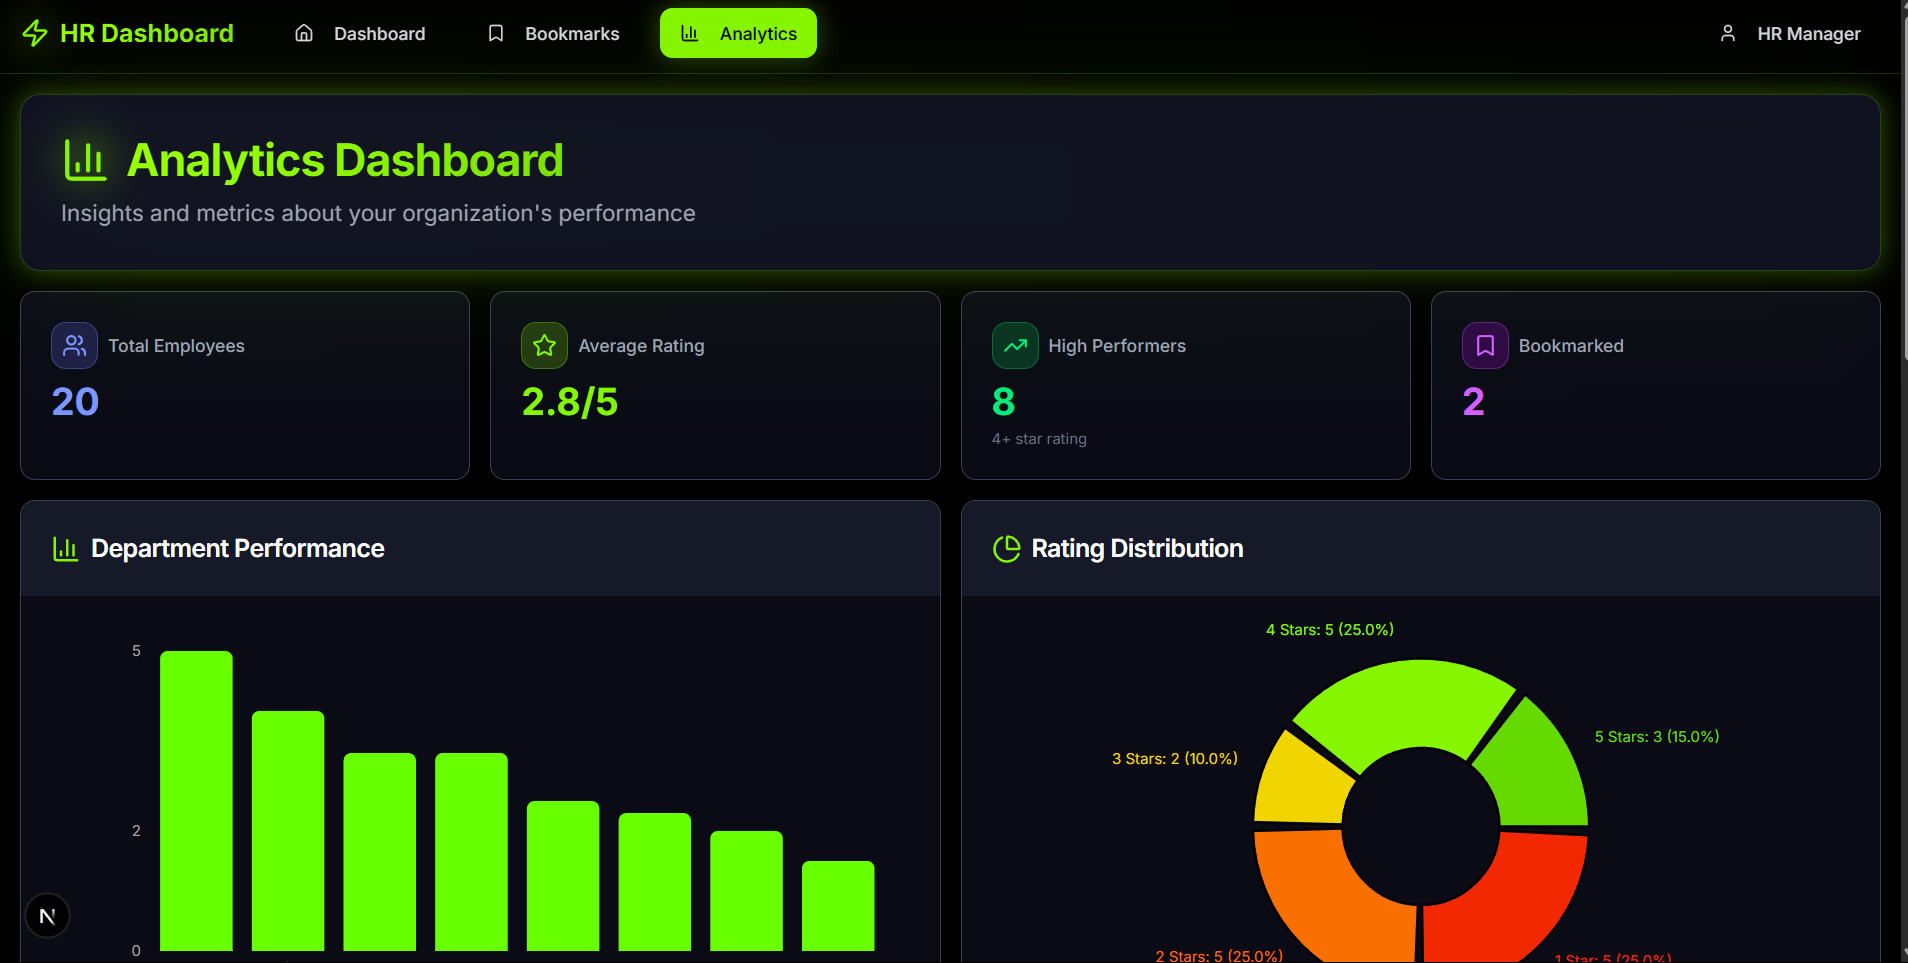 HR Dashboard
Dashboard
Bookmarks
Analytics
HR Manager
Analytics Dashboard
Insights and metrics about your organization's performance
Total Employees
20
Average Rating
2.8/5
High Performers
8
4+ star rating
Bookmarked
2
Department Performance
5
2
0
N
Rating Distribution
4 Stars: 5 (25.0%)
5 Stars: 3 (15.0%)
3 Stars: 2 (10.0%)
2 Stars: 5 (25.0%)
1 Star: 5 (25.0%)